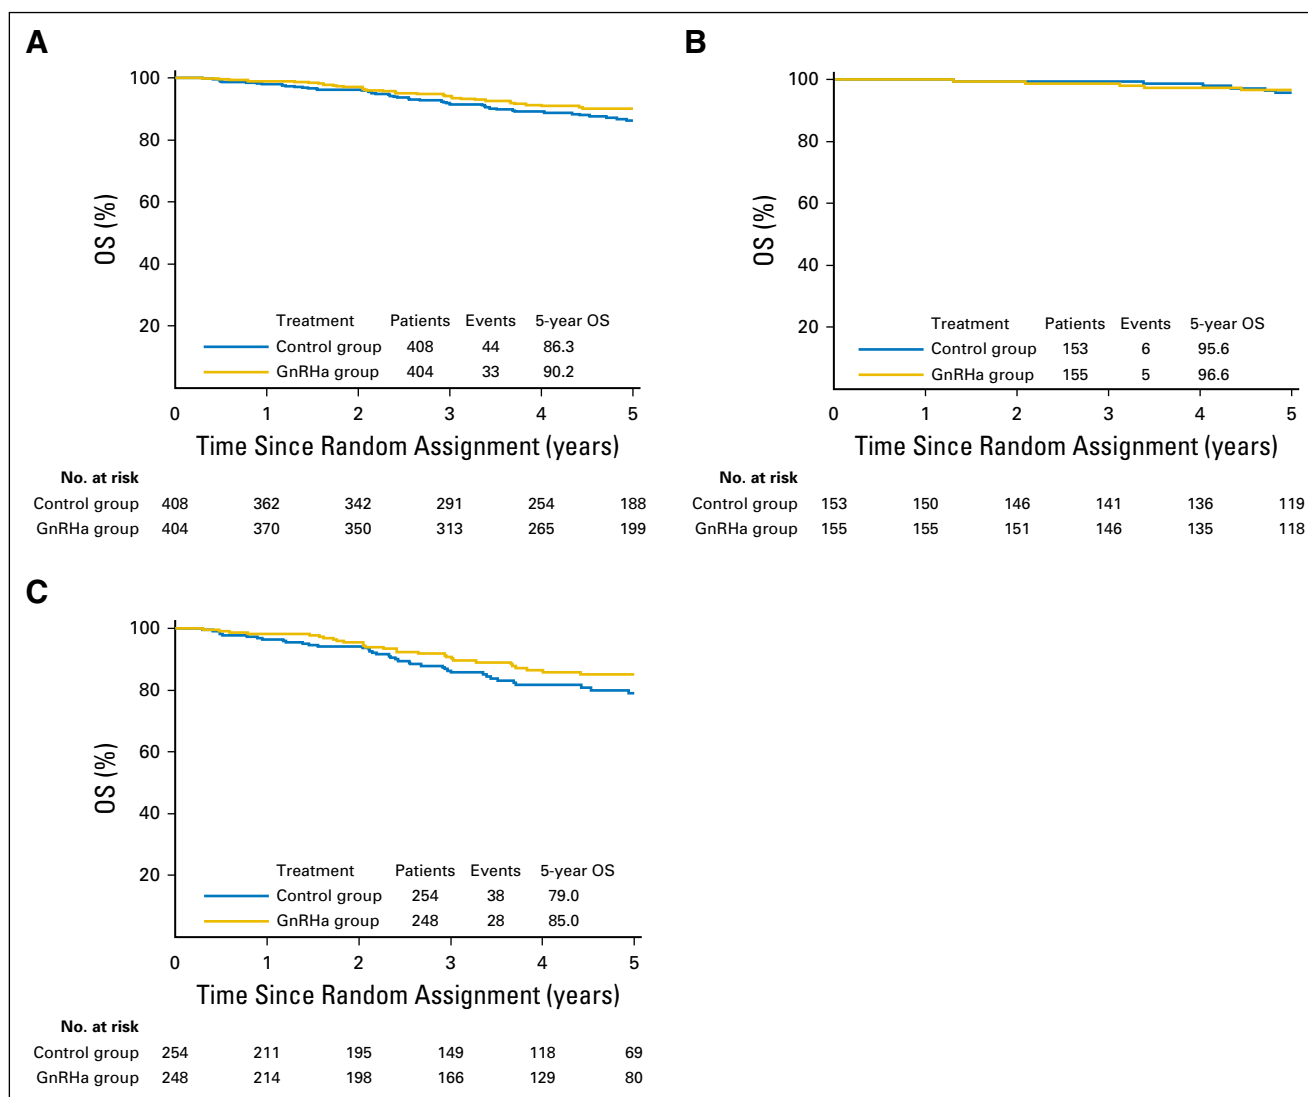 A
100
80
60
40
20
OS (%)
Treatment Patients Events 5-year OS
Control group 408 44 86.3
GnRHa group 404 33 90.2
0 1 2 3 4 5
Time Since Random Assignment (years)
No. at risk
Control group 408 362 342 291 254 188
GnRHa group 404 370 350 313 265 199
B
100
80
60
40
20
OS (%)
Treatment Patients Events 5-year OS
Control group 153 6 95.6
GnRHa group 155 5 96.6
0 1 2 3 4 5
Time Since Random Assignment (years)
No. at risk
Control group 153 150 146 141 136 119
GnRHa group 155 155 151 146 135 118
C
100
80
60
40
20
OS (%)
Treatment Patients Events 5-year OS
Control group 254 38 79.0
GnRHa group 248 28 85.0
0 1 2 3 4 5
Time Since Random Assignment (years)
No. at risk
Control group 254 211 195 149 118 69
GnRHa group 248 214 198 166 129 80